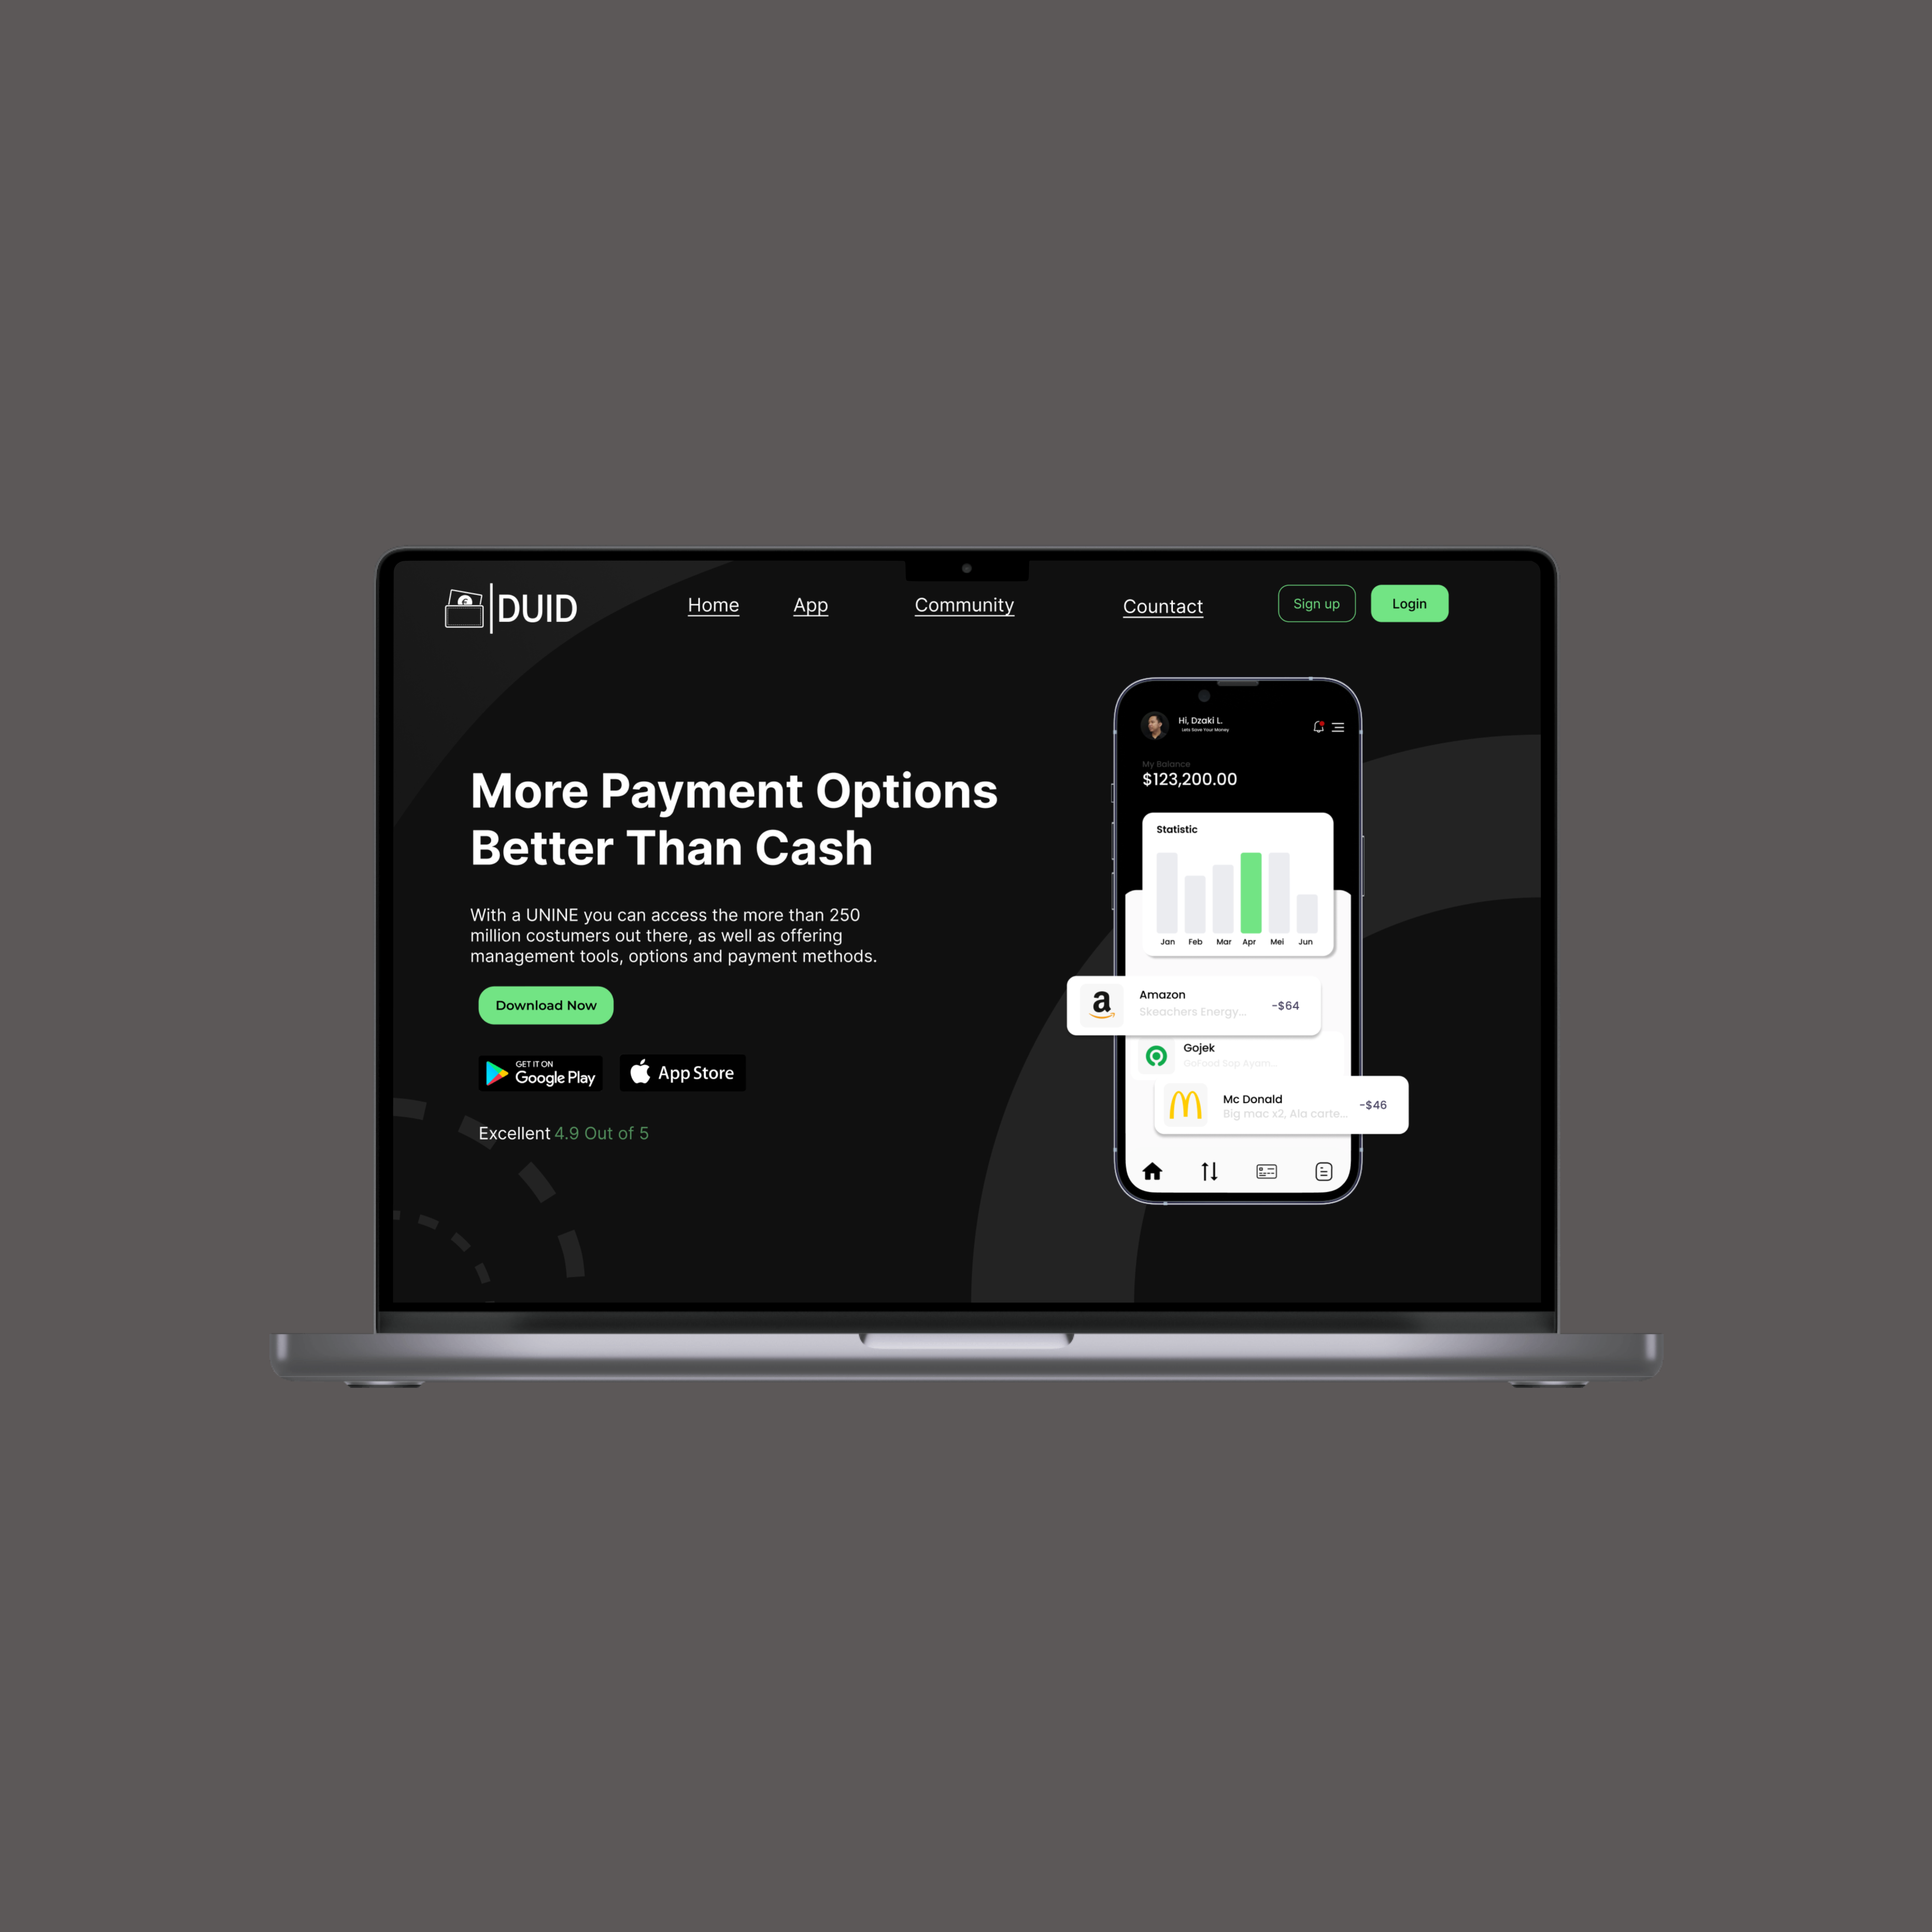 DUID
Home
App
Community
Countact
Sign up
Login
More Payment Options
Better Than Cash
With a UNINE you can access the more than 250
million costumers out there, as well as offering
management tools, options and payment methods.
Download Now
GET IT ON
Google Play
App Store
Excellent 4.9 Out of 5
Hi, Dzaki L.
Lets Save Your Money
My Balance
$123,200.00
Statistic
Jan Feb Mar Apr Mei Jun
Amazon
Skeachers Energy...
-$64
Gojek
GoFood Sop Ayam...
Mc Donald
Big mac x2, Ala carte...
-$46